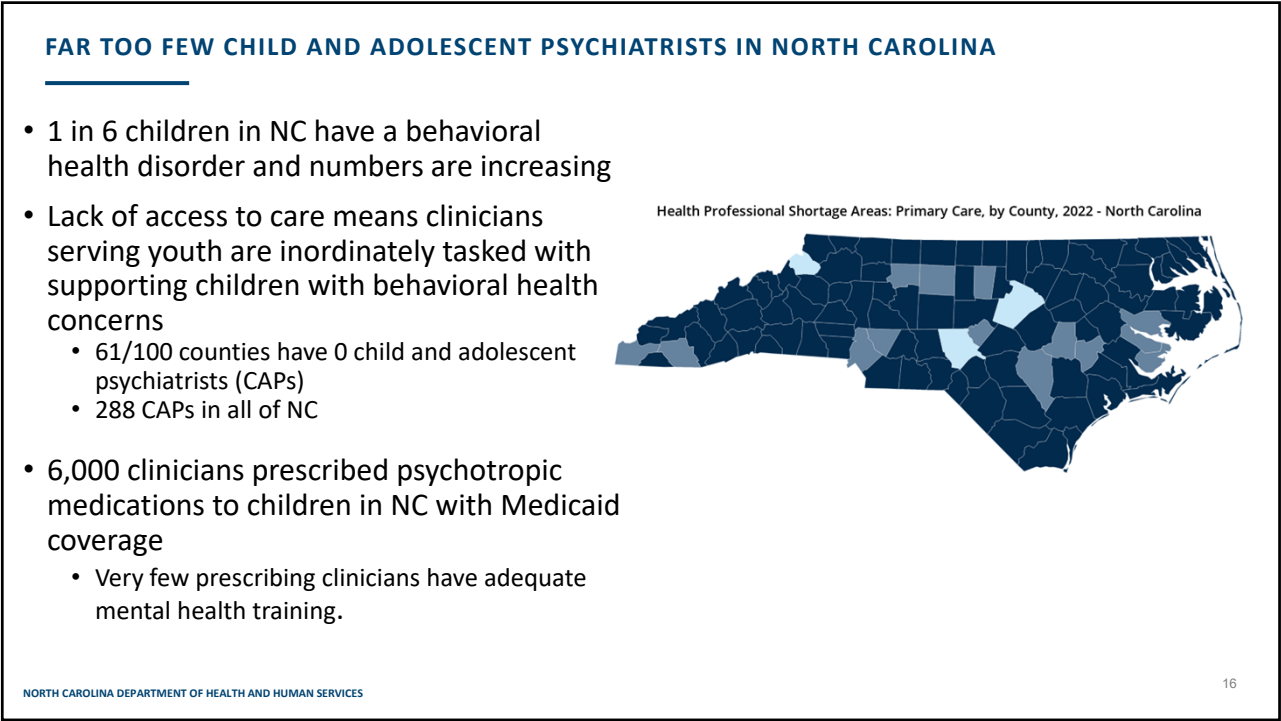 FAR TOO FEW CHILD AND ADOLESCENT PSYCHIATRISTS IN NORTH CAROLINA
• 1 in 6 children in NC have a behavioral
health disorder and numbers are increasing
• Lack of access to care means clinicians
serving youth are inordinately tasked with
supporting children with behavioral health
concerns
• 61/100 counties have 0 child and adolescent
psychiatrists (CAPs)
• 288 CAPs in all of NC
• 6,000 clinicians prescribed psychotropic
medications to children in NC with Medicaid
coverage
• Very few prescribing clinicians have adequate
mental health training.
Health Professional Shortage Areas: Primary Care, by County, 2022 - North Carolina
NORTH CAROLINA DEPARTMENT OF HEALTH AND HUMAN SERVICES
16